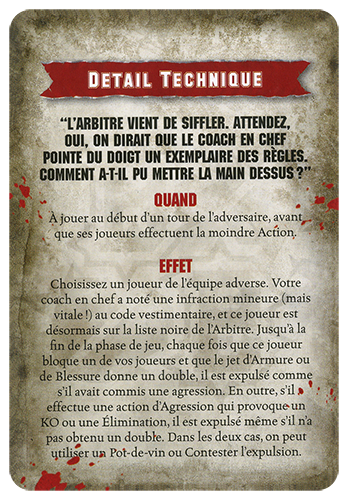 DETAIL TECHNIQUE
“L'ARBITRE VIENT DE SIFFLER. ATTENDEZ,
OUI, ON DIRAIT QUE LE COACH EN CHEF
POINTE DU DOIGT UN EXEMPLAIRE DES RÈGLES.
COMMENT A-T-IL PU METTRE LA MAIN DESSUS ?”
QUAND
À jouer au début d'un tour de l'adversaire, avant
que ses joueurs effectuent la moindre Action.
EFFET
Choisissez un joueur de l'équipe adverse. Votre
coach en chef a noté une infraction mineure (mais
vitale !) au code vestimentaire, et ce joueur est
désormais sur la liste noire de l'Arbitre. Jusqu'à la
fin de la phase de jeu, chaque fois que ce joueur
bloque un de vos joueurs et que le jet d'Armure ou
de Blessure donne un double, il est expulsé comme
s'il avait commis une agression. En outre, s'il
effectue une action d'Agression qui provoque un
KO ou une Élimination, il est expulsé même s'il n'a
pas obtenu un double. Dans les deux cas, on peut
utiliser un Pot-de-vin ou Contester l'expulsion.